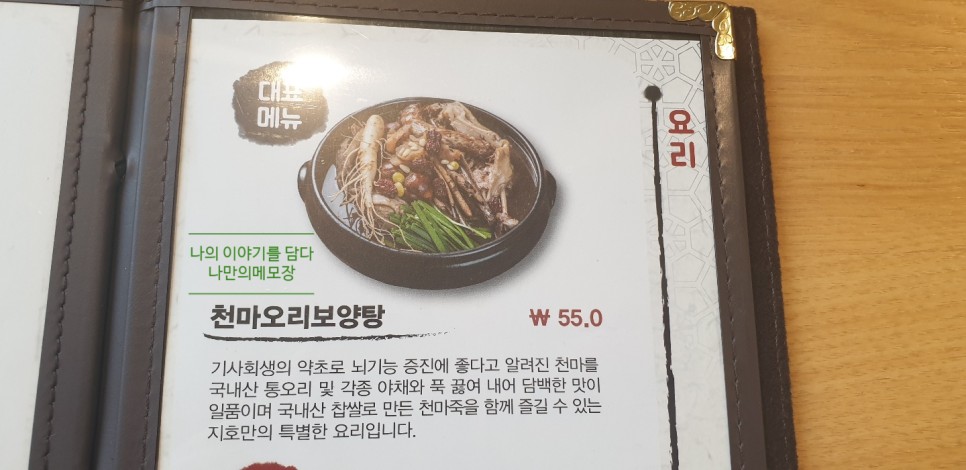 대표
메뉴
요리
나의 이야기를 담다
나만의메모장
천마오리보양탕
₩ 55.0
기사회생의 약초로 뇌기능 증진에 좋다고 알려진 천마를
국내산 통오리 및 각종 야채와 푹 끓여 내어 담백한 맛이
일품이며 국내산 찹쌀로 만든 천마죽을 함께 즐길 수 있는
지호만의 특별한 요리입니다.